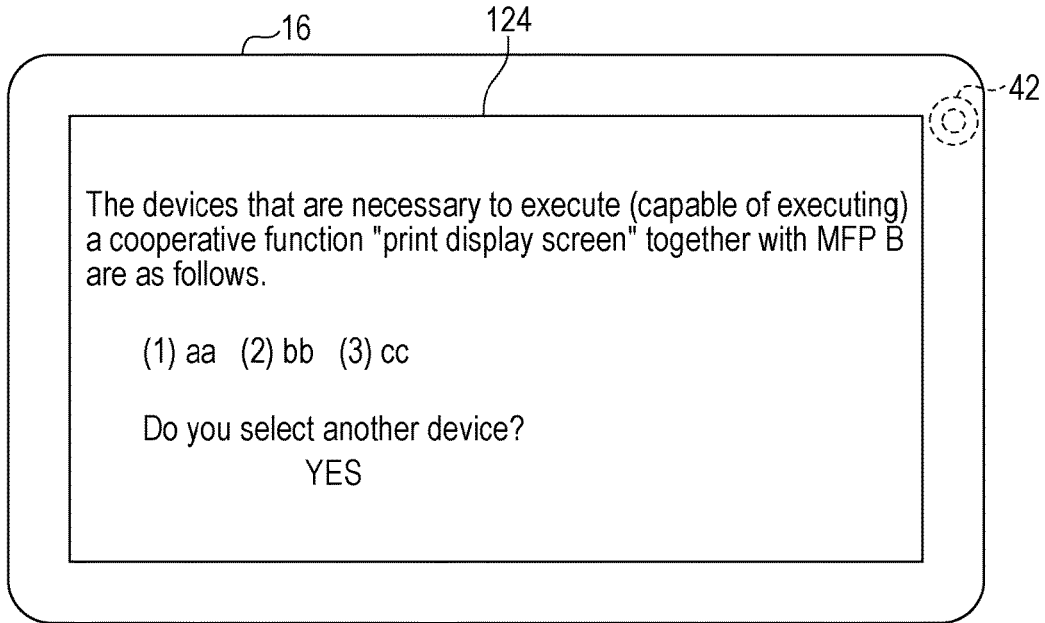 16
124
42
The devices that are necessary to execute (capable of executing)
a cooperative function "print display screen" together with MFP B
are as follows.
(1) aa (2) bb (3) cc
Do you select another device?
YES